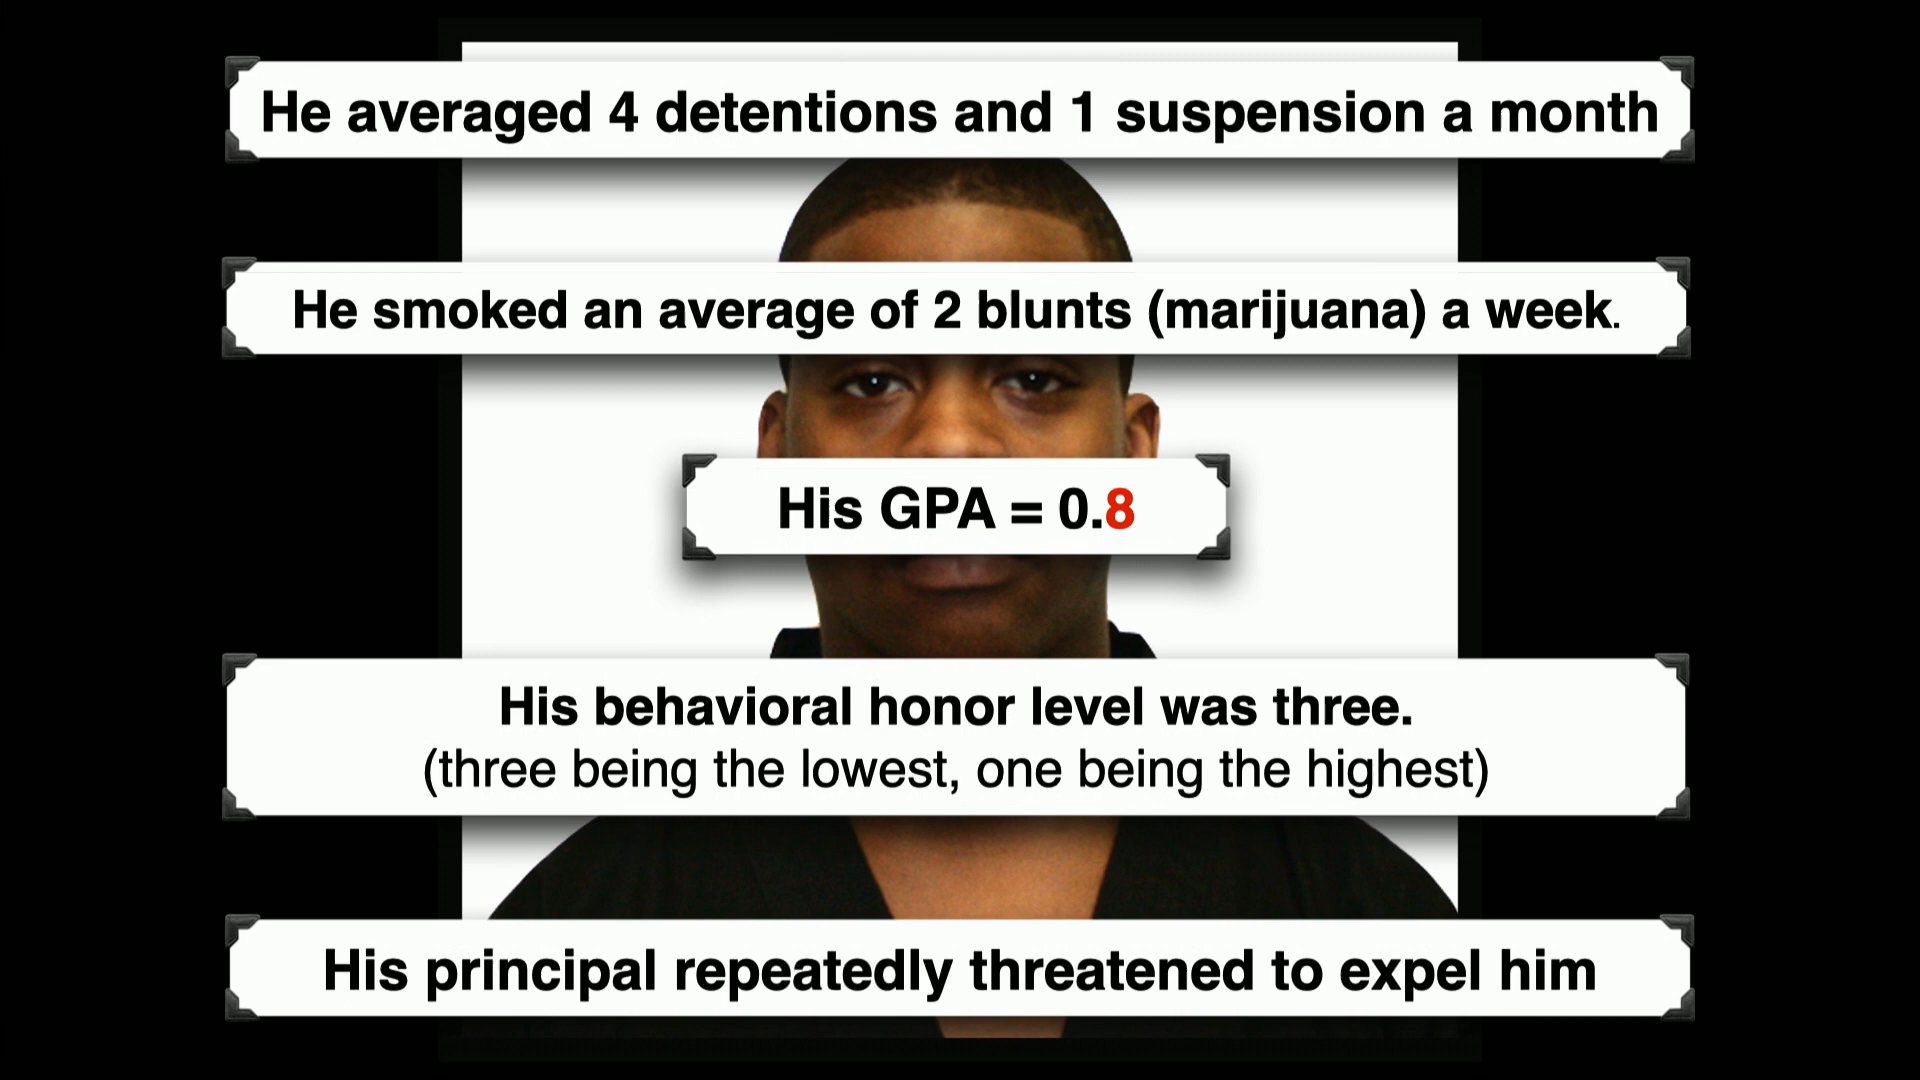 He averaged 4 detentions and 1 suspension a month
He smoked an average of 2 blunts (marijuana) a week.
His GPA = 0.8
His behavioral honor level was three.
(three being the lowest, one being the highest)
His principal repeatedly threatened to expel him